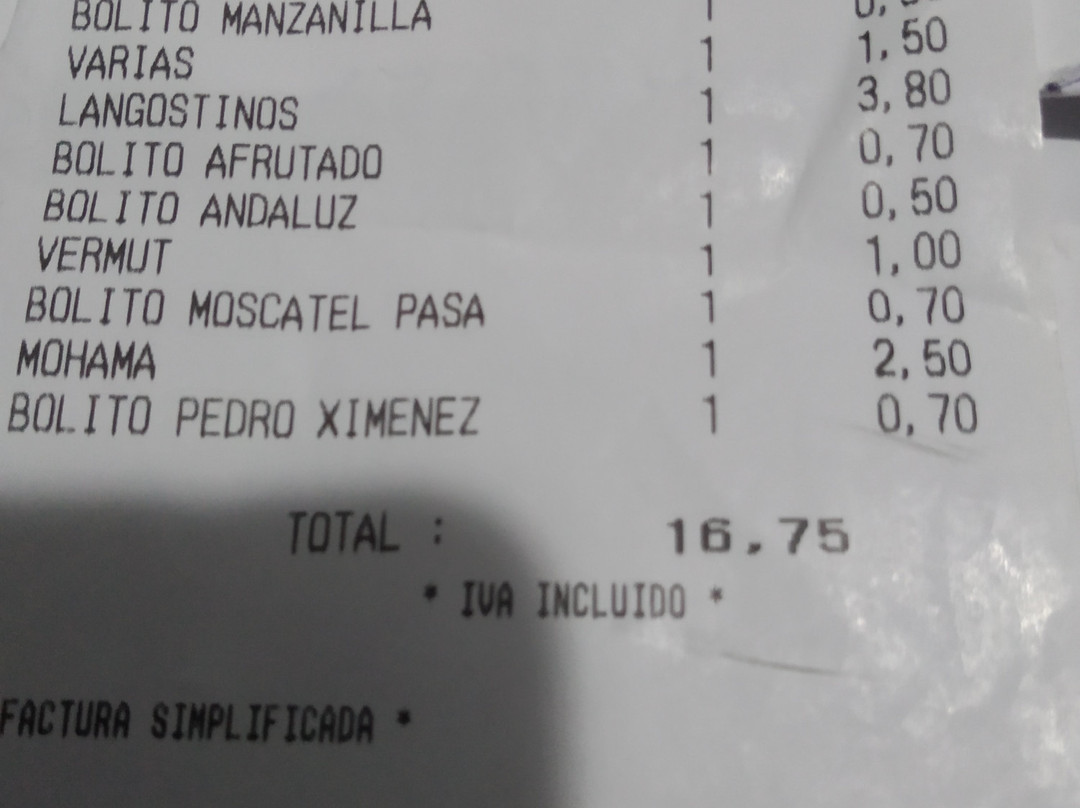 BOLITO MANZANILLA 1
VARIAS 1 1,50
LANGOSTINOS 1 3,80
BOLITO AFRUTADO 1 0,70
BOLITO ANDALUZ 1 0,50
VERMUT 1 1,00
BOLITO MOSCATEL PASA 1 0,70
MOHAMA 1 2,50
BOLITO PEDRO XIMENEZ 1 0,70
TOTAL : 16,75
* IVA INCLUIDO *
FACTURA SIMPLIFICADA *